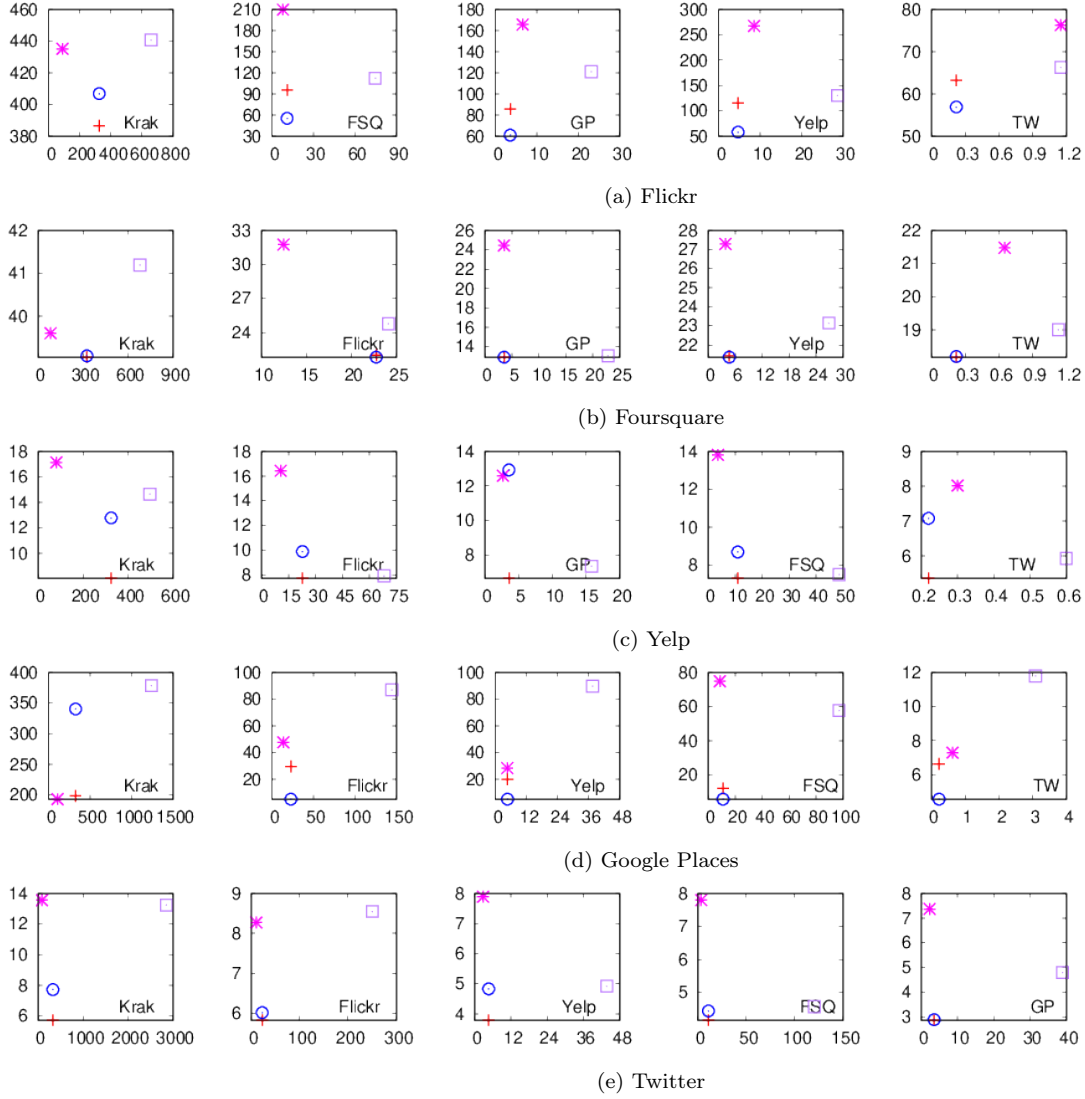 460
440
420
400
380
Krak
0 200 400 600 800
210
180
150
120
90
60
30
FSQ
0 30 60 90
180
160
140
120
100
80
60
GP
0 10 20 30
300
250
200
150
100
50
Yelp
0 10 20 30
80
70
60
50
TW
0 0.3 0.6 0.9 1.2
(a) Flickr
42
41
39
Krak
0 300 600 900
33
30
27
24
Flickr
10 15 20 25
26
24
22
20
18
16
14
13
GP
0 5 10 15 20 25
28
27
26
25
24
23
22
Yelp
0 6 12 18 24 30
22
21
19
TW
0 0.3 0.6 0.9 1.2
(b) Foursquare
18
16
14
12
10
Krak
0 200 400 600
18
16
14
12
10
8
Flickr
0 15 30 45 60 75
14
12
10
8
GP
0 5 10 15 20
14
12
10
8
FSQ
0 10 20 30 40 50
9
8
7
6
TW
0.2 0.3 0.4 0.5 0.6
(c) Yelp
400
350
300
250
200
Krak
0 500 1000 1500
100
80
60
40
20
Flickr
0 50 100 150
100
80
60
40
20
Yelp
0 12 24 36 48
80
60
40
20
FSQ
0 20 40 60 80 100
12
10
8
6
TW
0 1 2 3 4
(d) Google Places
14
12
10
8
6
Krak
0 1000 2000 3000
9
8
7
6
Flickr
0 100 200 300
8
7
6
5
4
Yelp
0 12 24 36 48
8
7
6
5
FSQ
0 50 100 150
8
7
6
5
4
3
GP
0 10 20 30 40
(e) Twitter